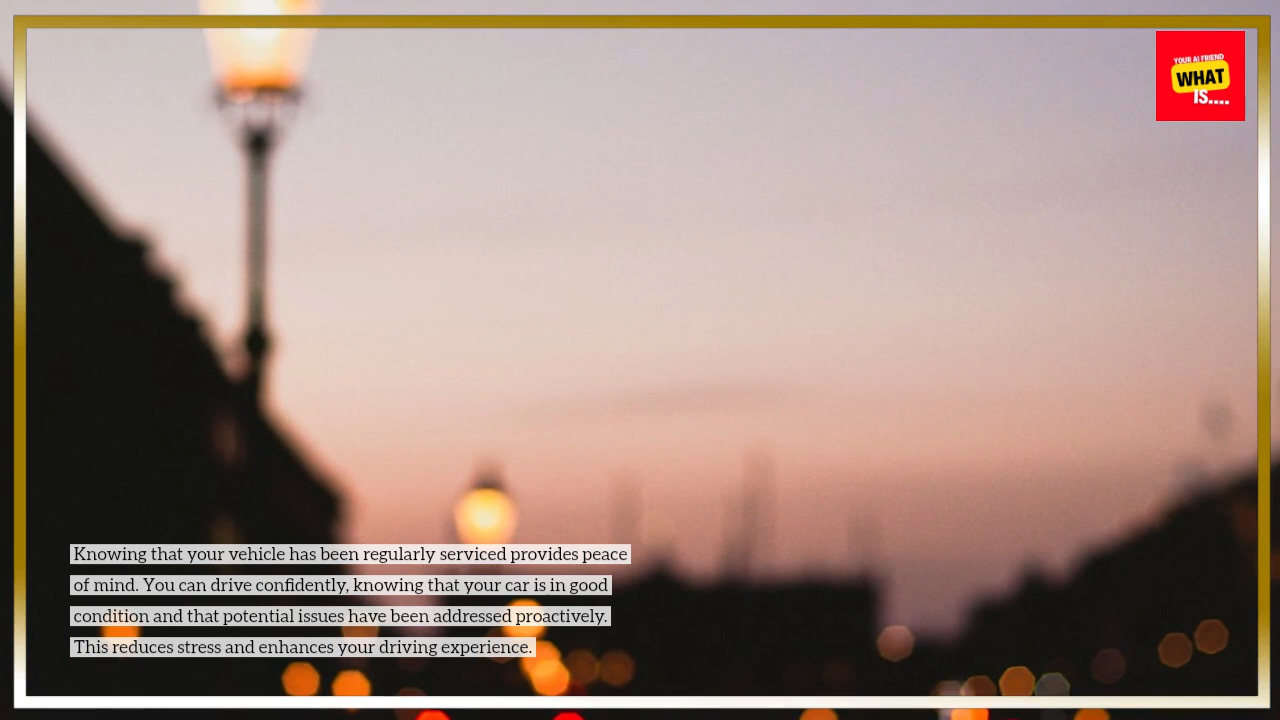 YOUR AI FRIEND
WHAT
IS....
Knowing that your vehicle has been regularly serviced provides peace
of mind. You can drive confidently, knowing that your car is in good
condition and that potential issues have been addressed proactively.
This reduces stress and enhances your driving experience.